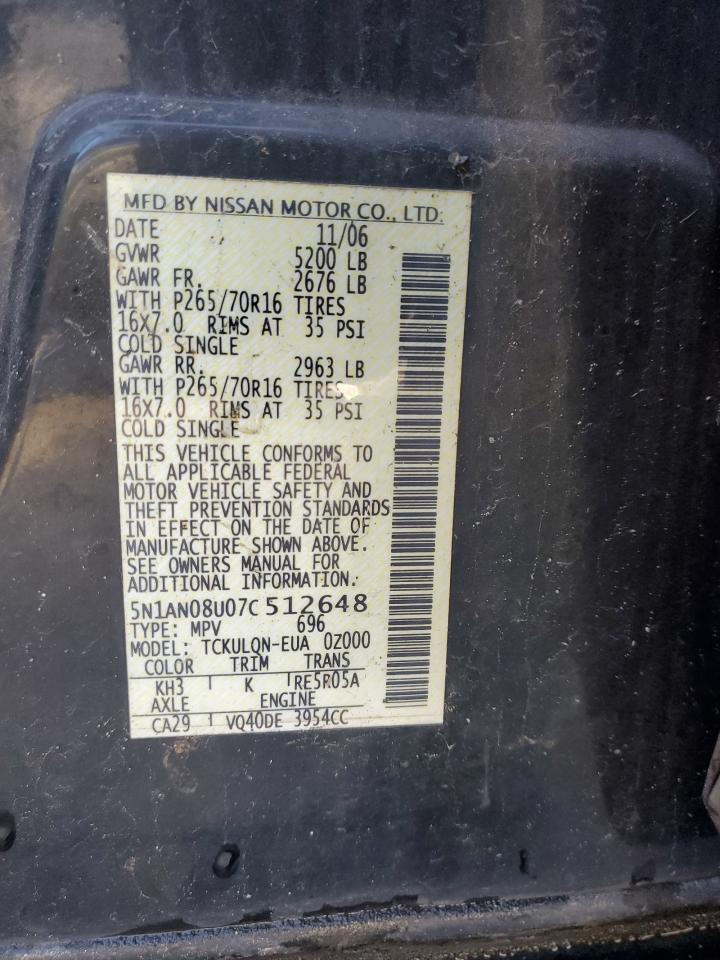 MFD BY NISSAN MOTOR CO., LTD.
DATE 11/06
GVWR 5200 LB
GAWR FR. 2676 LB
WITH P265/70R16 TIRES
16X7.0 RIMS AT 35 PSI
COLD SINGLE
GAWR RR. 2963 LB
WITH P265/70R16 TIRES
16X7.0 RIMS AT 35 PSI
COLD SINGLE
THIS VEHICLE CONFORMS TO
ALL APPLICABLE FEDERAL
MOTOR VEHICLE SAFETY AND
THEFT PREVENTION STANDARDS
IN EFFECT ON THE DATE OF
MANUFACTURE SHOWN ABOVE.
SEE OWNERS MANUAL FOR
ADDITIONAL INFORMATION.
5N1AN08U07C512648
TYPE: MPV 696
MODEL: TCKULQN-EUA 0Z000
COLOR TRIM TRANS
KH3 K RE5R05A
AXLE ENGINE
CA29 VQ40DE 3954CC